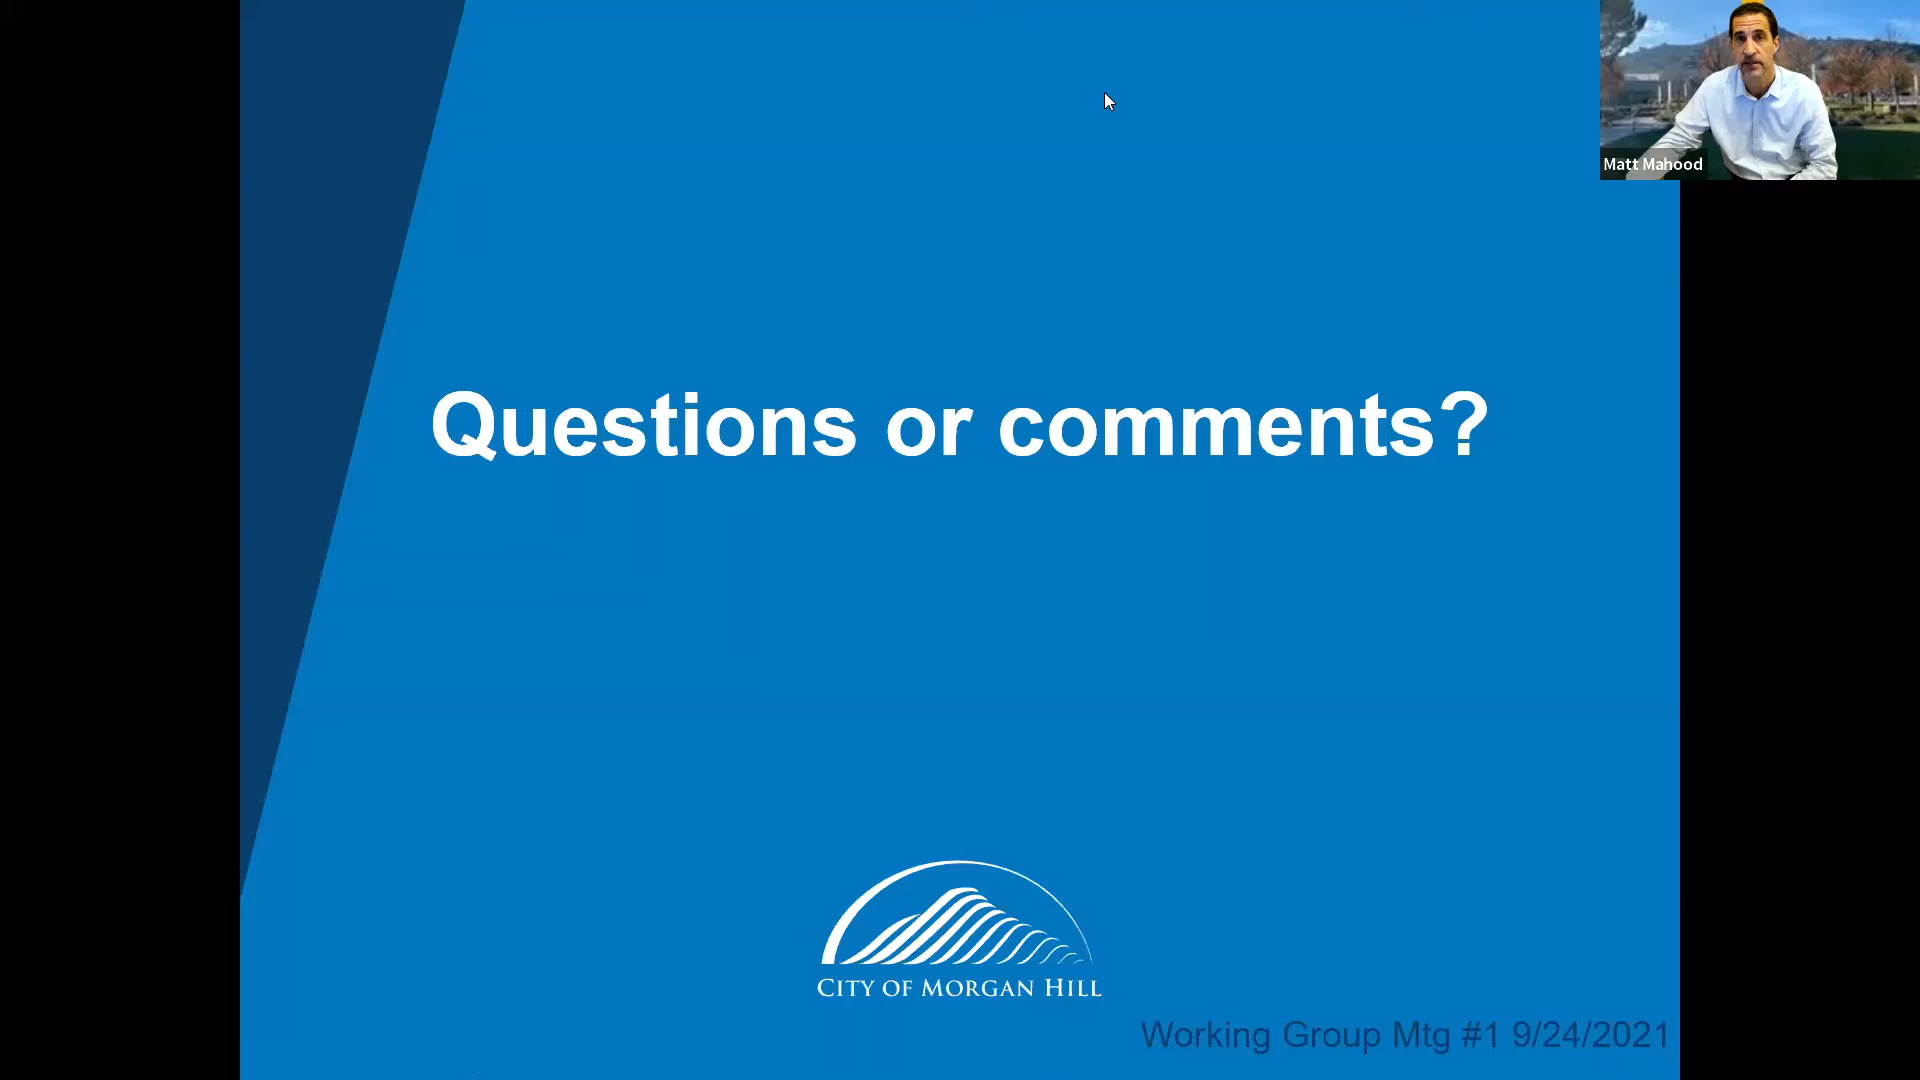 Matt Mahood
Questions or comments?
CITY OF MORGAN HILL
Working Group Mtg #1 9/24/2021